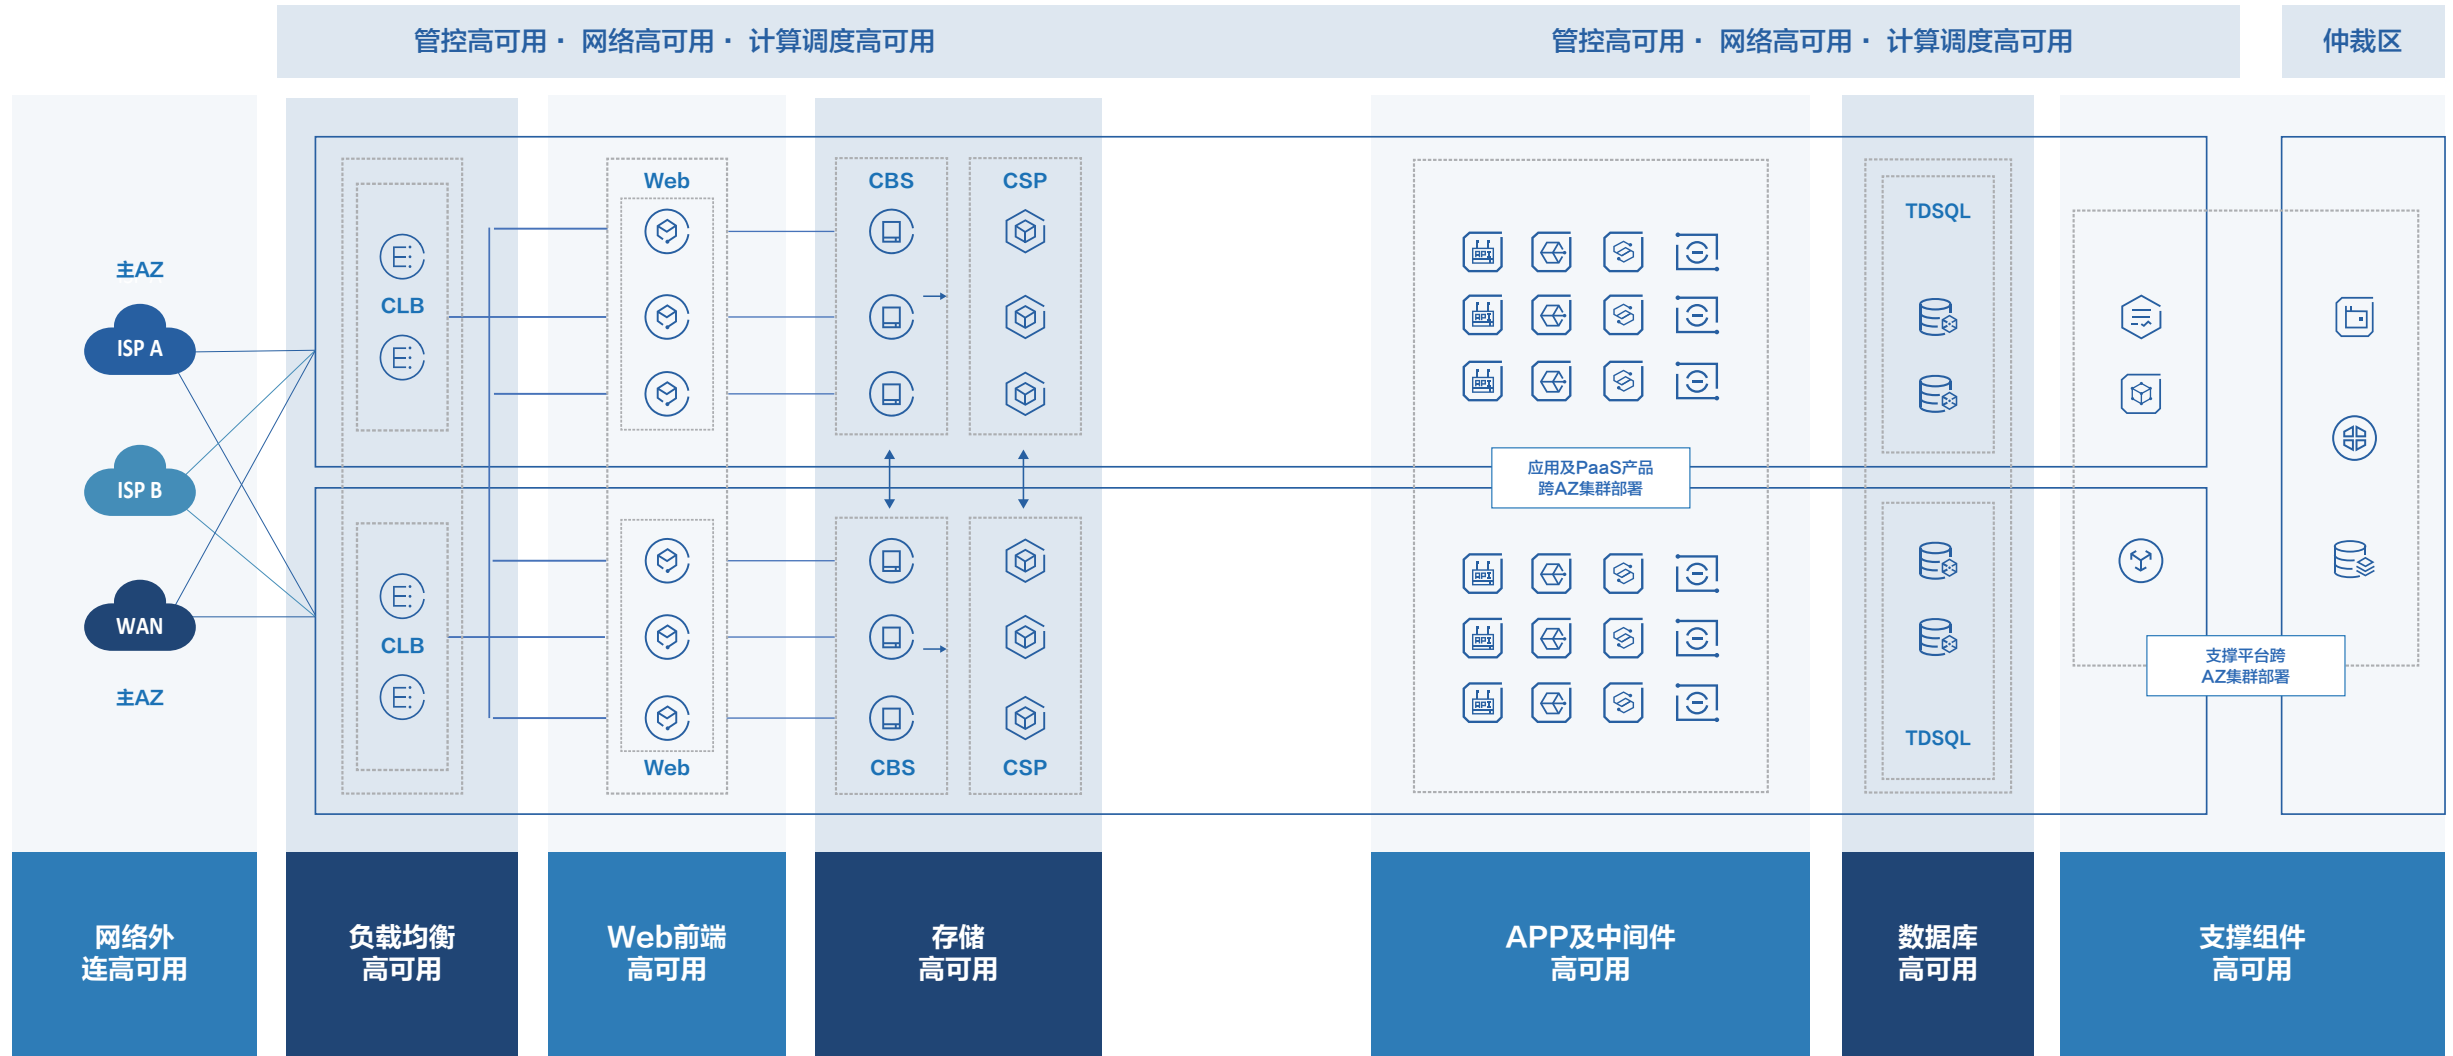 管控高可用 · 网络高可用 · 计算调度高可用
管控高可用 · 网络高可用 · 计算调度高可用
仲裁区
主AZ
ISP A
ISP B
WAN
主AZ
CLB
CLB
Web
Web
CBS
CSP
CBS
CSP
API
API
API
应用及PaaS产品
跨AZ集群部署
API
API
API
TDSQL
TDSQL
支撑平台跨
AZ集群部署
网络外
连高可用
负载均衡
高可用
Web前端
高可用
存储
高可用
APP及中间件
高可用
数据库
高可用
支撑组件
高可用